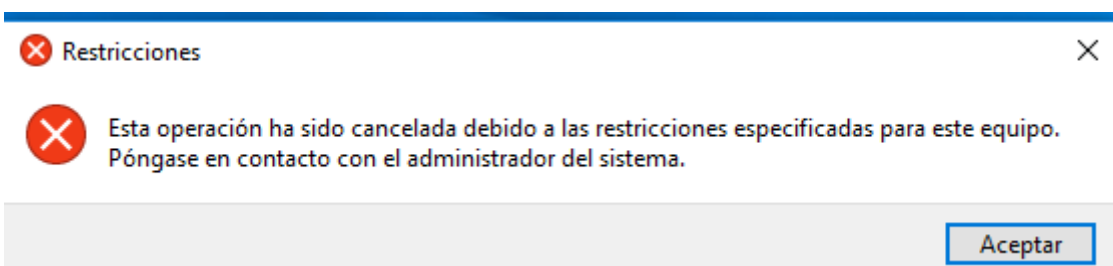 Restricciones
Esta operación ha sido cancelada debido a las restricciones especificadas para este equipo.
Póngase en contacto con el administrador del sistema.
Aceptar